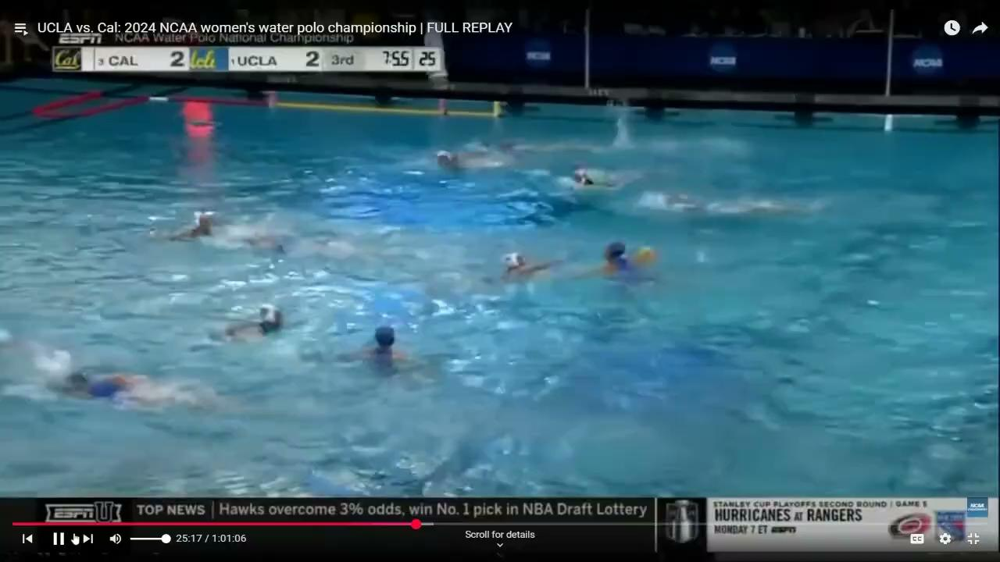 UCLA vs. Cal: 2024 NCAA women's water polo championship | FULL REPLAY
ESPN NCAA Water Polo National Championship
Cal 3 CAL 2 Ucla 1 UCLA 2 3rd 7:55 25
NCAA NCAA NCAA
ESPNU TOP NEWS | Hawks overcome 3% odds, win No. 1 pick in NBA Draft Lottery
STANLEY CUP PLAYOFFS SECOND ROUND | GAME 5
HURRICANES AT RANGERS
MONDAY 7 ET ESPN
NCAA
25:17 / 1:01:06
Scroll for details
CC